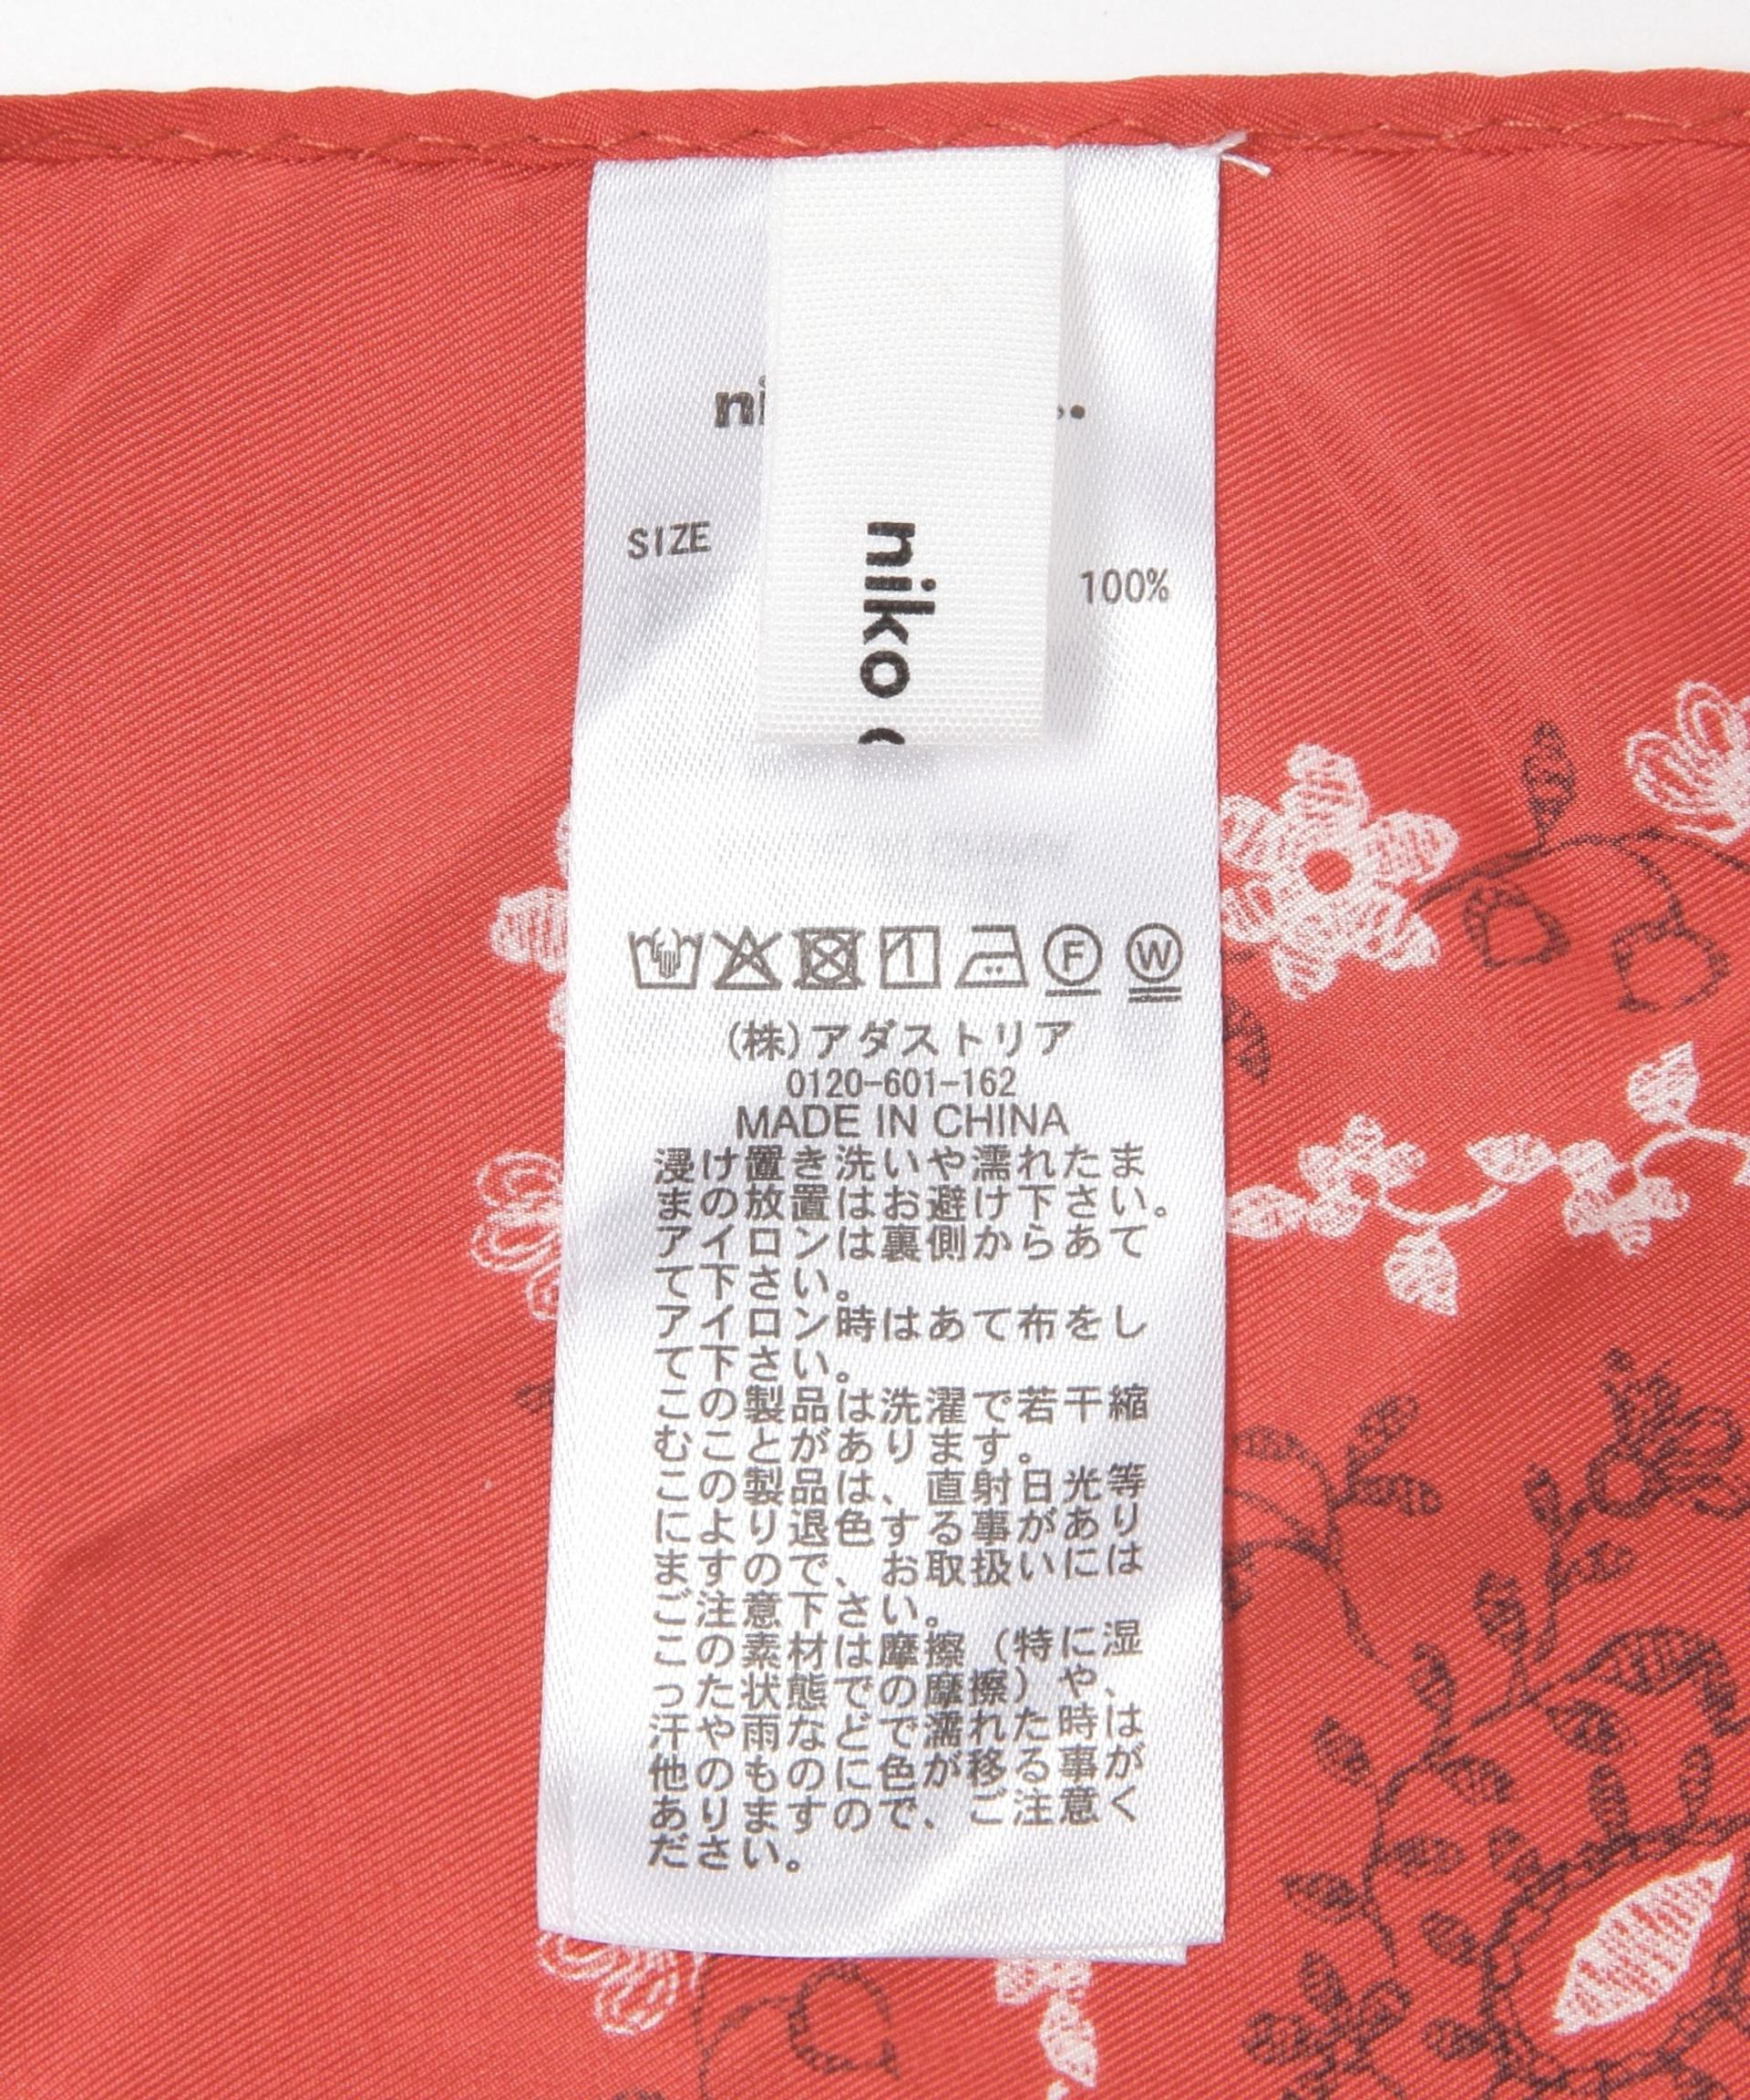 SIZE
100%
niko
F W
(株)アダストリア
0120-601-162
MADE IN CHINA
浸け置き洗いや濡れたま
まの放置はお避け下さい。
アイロンは裏側からあて
て下さい。
アイロン時はあて布をし
て下さい。
この製品は洗濯で若干縮
むことがあります。
この製品は、直射日光等
により退色する事があり
ますので、お取扱いには
ご注意下さい。
この素材は摩擦(特に湿
った状態での摩擦)や、
汗や雨などで濡れた時は
他のものに色が移る事が
ありますので、ご注意く
ださい。